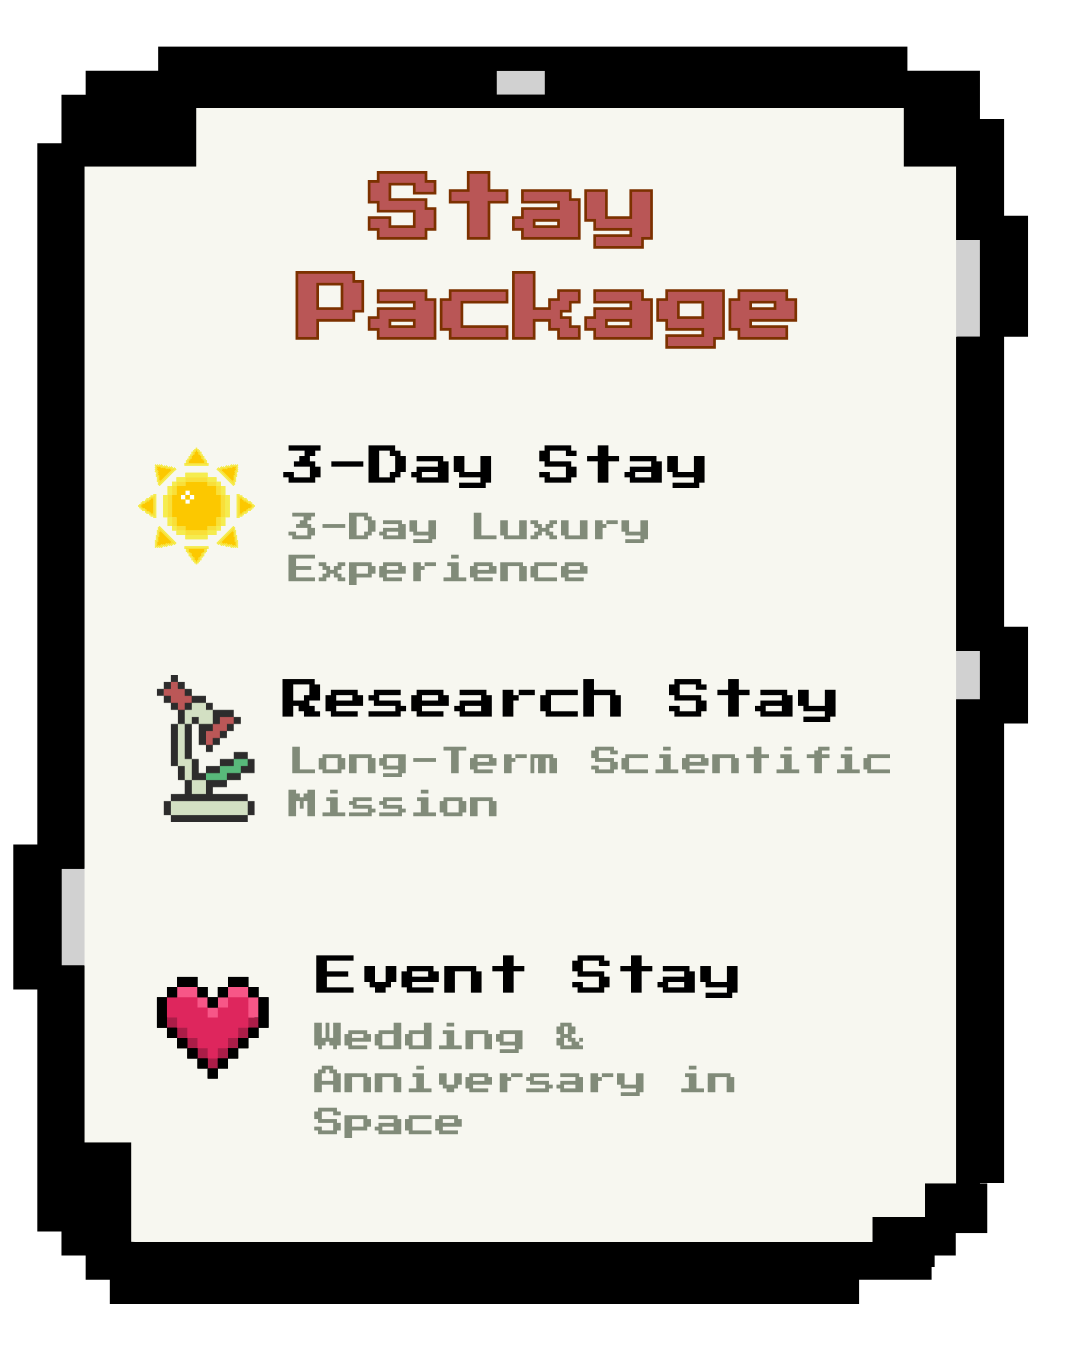 Stay
Package
3-Day Stay
3-Day Luxury
Experience
Research Stay
Long-Term Scientific
Mission
Event Stay
Wedding &
Anniversary in
Space